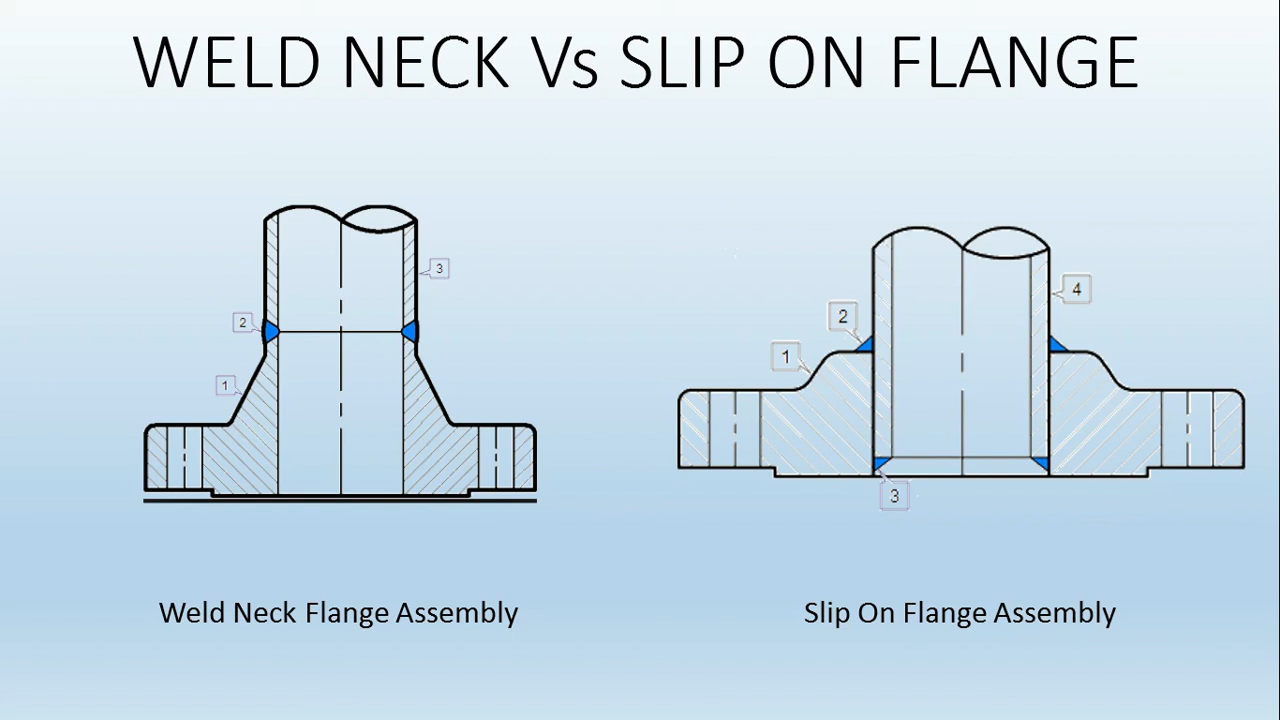 WELD NECK Vs SLIP ON FLANGE
3
2
1
4
2
1
3
Weld Neck Flange Assembly
Slip On Flange Assembly